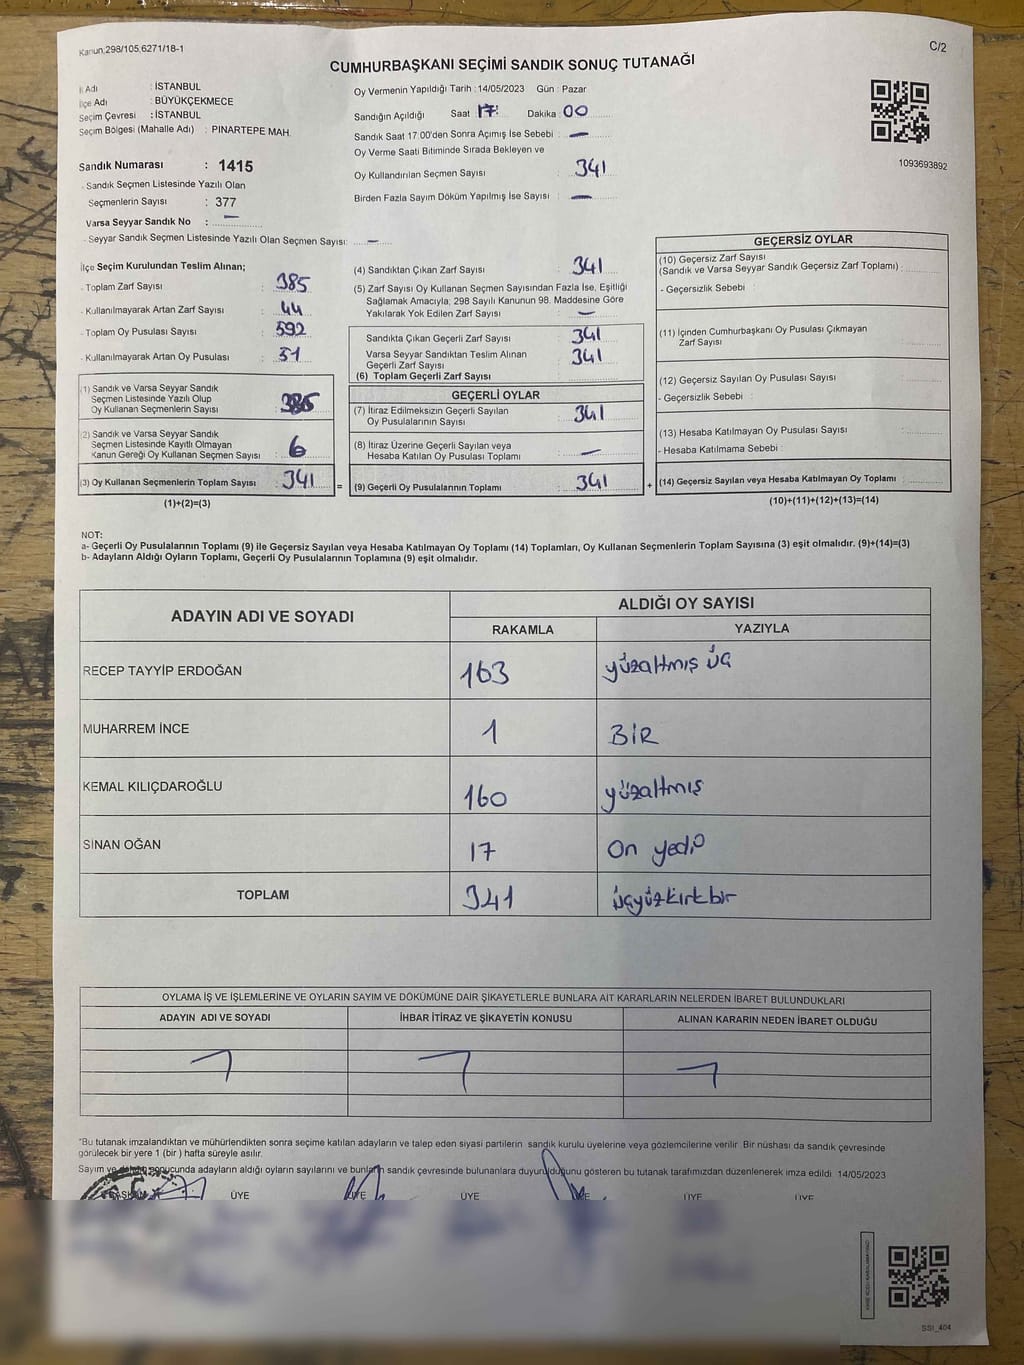 Kanun;298/105;6271/18-1
C/2
CUMHURBAŞKANI SEÇİMİ SANDIK SONUÇ TUTANAĞI
İl Adı : İSTANBUL
İlçe Adı : BÜYÜKÇEKMECE
Seçim Çevresi : İSTANBUL
Seçim Bölgesi (Mahalle Adı) : PINARTEPE MAH.
Sandık Numarası : 1415
- Sandık Seçmen Listesinde Yazılı Olan
Seçmenlerin Sayısı : 377
Varsa Seyyar Sandık No : —
- Seyyar Sandık Seçmen Listesinde Yazılı Olan Seçmen Sayısı: —
Oy Vermenin Yapıldığı Tarih : 14/05/2023 Gün : Pazar
Sandığın Açıldığı Saat 17: Dakika 00
Sandık Saat 17:00'den Sonra Açımış İse Sebebi : —
Oy Verme Saati Bitiminde Sırada Bekleyen ve
Oy Kullandırılan Seçmen Sayısı : 341
Birden Fazla Sayım Döküm Yapılmış İse Sayısı : —
1093693892
İlçe Seçim Kurulundan Teslim Alınan;
- Toplam Zarf Sayısı : 385
- Kullanılmayarak Artan Zarf Sayısı : 44
- Toplam Oy Pusulası Sayısı : 592
- Kullanılmayarak Artan Oy Pusulası : 51
(1) Sandık ve Varsa Seyyar Sandık
Seçmen Listesinde Yazılı Olup
Oy Kullanan Seçmenlerin Sayısı :
(2) Sandık ve Varsa Seyyar Sandık
Seçmen Listesinde Kayıtlı Olmayan
Kanun Gereği Oy Kullanan Seçmen Sayısı : 6
(3) Oy Kullanan Seçmenlerin Toplam Sayısı : 341
(1)+(2)=(3)
(4) Sandıktan Çıkan Zarf Sayısı : 341
(5) Zarf Sayısı Oy Kullanan Seçmen Sayısından Fazla İse, Eşitliği
Sağlamak Amacıyla; 298 Sayılı Kanunun 98. Maddesine Göre
Yakılarak Yok Edilen Zarf Sayısı : —
Sandıkta Çıkan Geçerli Zarf Sayısı : 341
Varsa Seyyar Sandıktan Teslim Alınan
Geçerli Zarf Sayısı : 341
(6) Toplam Geçerli Zarf Sayısı :
GEÇERLİ OYLAR
(7) İtiraz Edilmeksizin Geçerli Sayılan
Oy Pusulasının Sayısı : 341
(8) İtiraz Üzerine Geçerli Sayılan veya
Hesaba Katılan Oy Pusulası Toplamı : —
= (9) Geçerli Oy Pusulalarının Toplamı : 341
GEÇERSİZ OYLAR
(10) Geçersiz Zarf Sayısı
(Sandık ve Varsa Seyyar Sandık Geçersiz Zarf Toplamı) :
- Geçersizlik Sebebi :
(11) İçinden Cumhurbaşkanı Oy Pusulası Çıkmayan
Zarf Sayısı :
(12) Geçersiz Sayılan Oy Pusulası Sayısı :
- Geçersizlik Sebebi :
(13) Hesaba Katılmayan Oy Pusulası Sayısı :
- Hesaba Katılmama Sebebi :
+ (14) Geçersiz Sayılan veya Hesaba Katılmayan Oy Toplamı :
(10)+(11)+(12)+(13)=(14)
NOT:
a- Geçerli Oy Pusulalarının Toplamı (9) ile Geçersiz Sayılan veya Hesaba Katılmayan Oy Toplamı (14) Toplamları, Oy Kullanan Seçmenlerin Toplam Sayısına (3) eşit olmalıdır. (9)+(14)=(3)
b- Adayların Aldığı Oyların Toplamı, Geçerli Oy Pusulalarının Toplamına (9) eşit olmalıdır.
ADAYIN ADI VE SOYADI
ALDIĞI OY SAYISI
RAKAMLA YAZIYLA
RECEP TAYYİP ERDOĞAN 163 yüzaltmış üç
MUHARREM İNCE 1 BİR
KEMAL KILIÇDAROĞLU 160 yüzaltmış
SİNAN OĞAN 17 On yedi
TOPLAM 341 üçyüzkırkbir
OYLAMA İŞ VE İŞLEMLERİNE VE OYLARIN SAYIM VE DÖKÜMÜNE DAİR ŞİKAYETLERLE BUNLARA AİT KARARLARIN NELERDEN İBARET BULUNDUKLARI
ADAYIN ADI VE SOYADI İHBAR İTİRAZ VE ŞİKAYETİN KONUSU ALINAN KARARIN NEDEN İBARET OLDUĞU
*Bu tutanak imzalandıktan ve mühürlendikten sonra seçime katılan adayların ve talep eden siyasi partilerin sandık kurulu üyelerine veya gözlemcilerine verilir. Bir nüshası da sandık çevresinde
görülecek bir yere 1 (bir ) hafta süreyle asılır.
Sayım ve döküm sonucunda adayların aldığı oyların sayılarını ve bunların sandık çevresinde bulunanlara duyurulduğunu gösteren bu tutanak tarafımızdan düzenlenerek imza edildi 14/05/2023
BAŞKAN ÜYE ÜYE ÜYE ÜYE ÜYE ÜYE
SSI_404